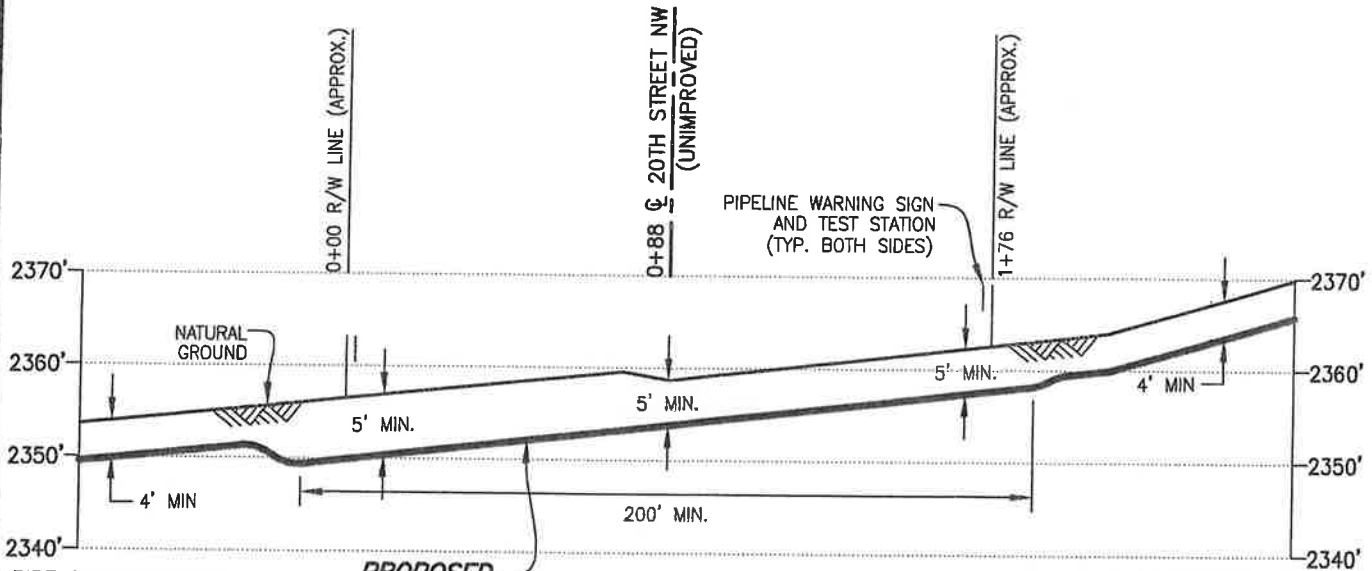 0+00 R/W LINE (APPROX.)
0+88 ℄ 20TH STREET NW
(UNIMPROVED)
1+76 R/W LINE (APPROX.)
PIPELINE WARNING SIGN
AND TEST STATION
(TYP. BOTH SIDES)
2370'
2370'
NATURAL
GROUND
2360'
2360'
5' MIN.
5' MIN.
5' MIN.
4' MIN
2350'
2350'
4' MIN
200' MIN.
2340'
2340'
PROPOSED